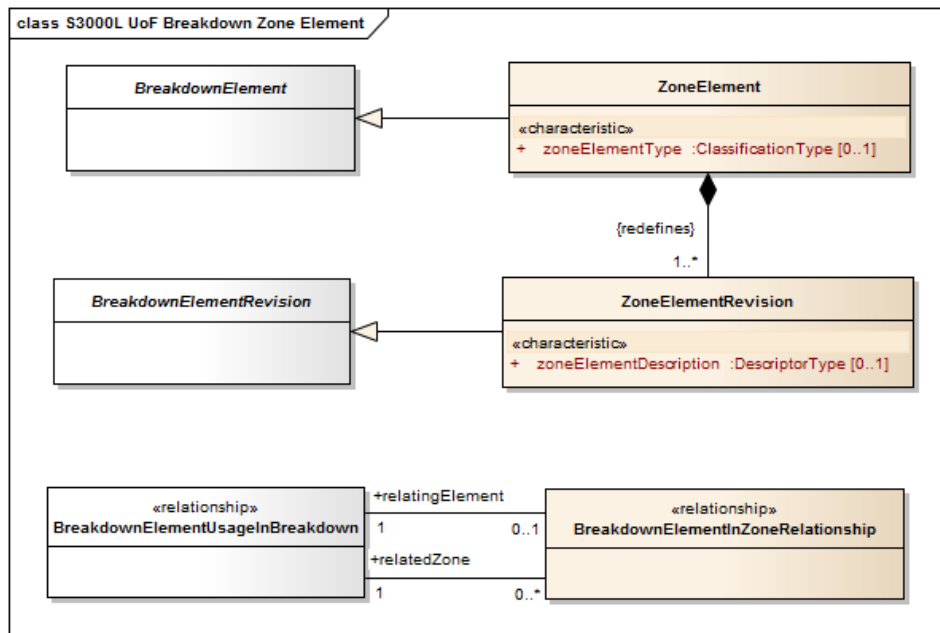 class S3000L UoF Breakdown Zone Element
BreakdownElement
ZoneElement
«characteristic»
+ zoneElementType :ClassificationType [0..1]
{redefines}
1..*
BreakdownElementRevision
ZoneElementRevision
«characteristic»
+ zoneElementDescription :DescriptorType [0..1]
«relationship»
BreakdownElementUsageInBreakdown
+relatingElement
1
0..1
+relatedZone
1
0..*
«relationship»
BreakdownElementInZoneRelationship